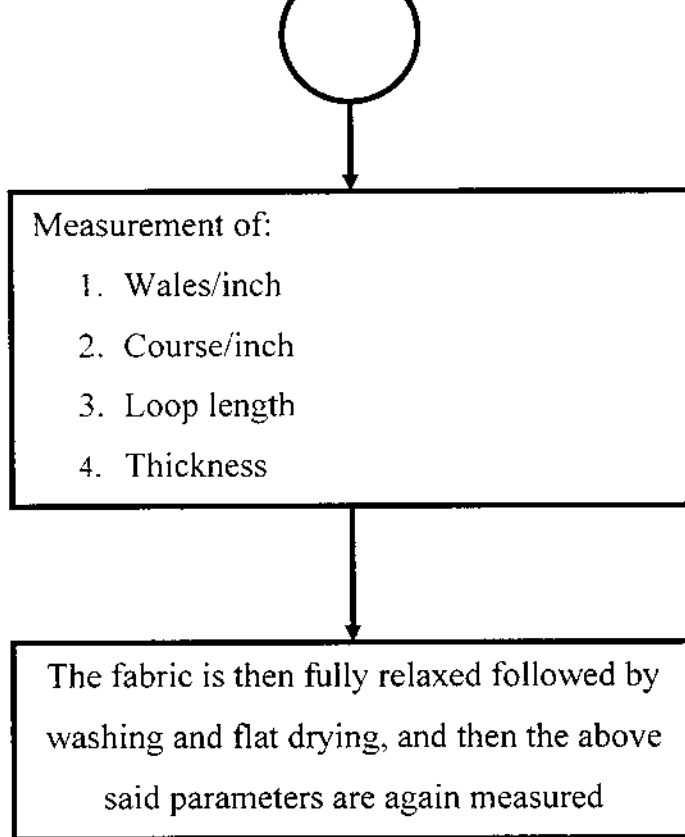 Measurement of:
1. Wales/inch
2. Course/inch
3. Loop length
4. Thickness
The fabric is then fully relaxed followed by
washing and flat drying, and then the above
said parameters are again measured